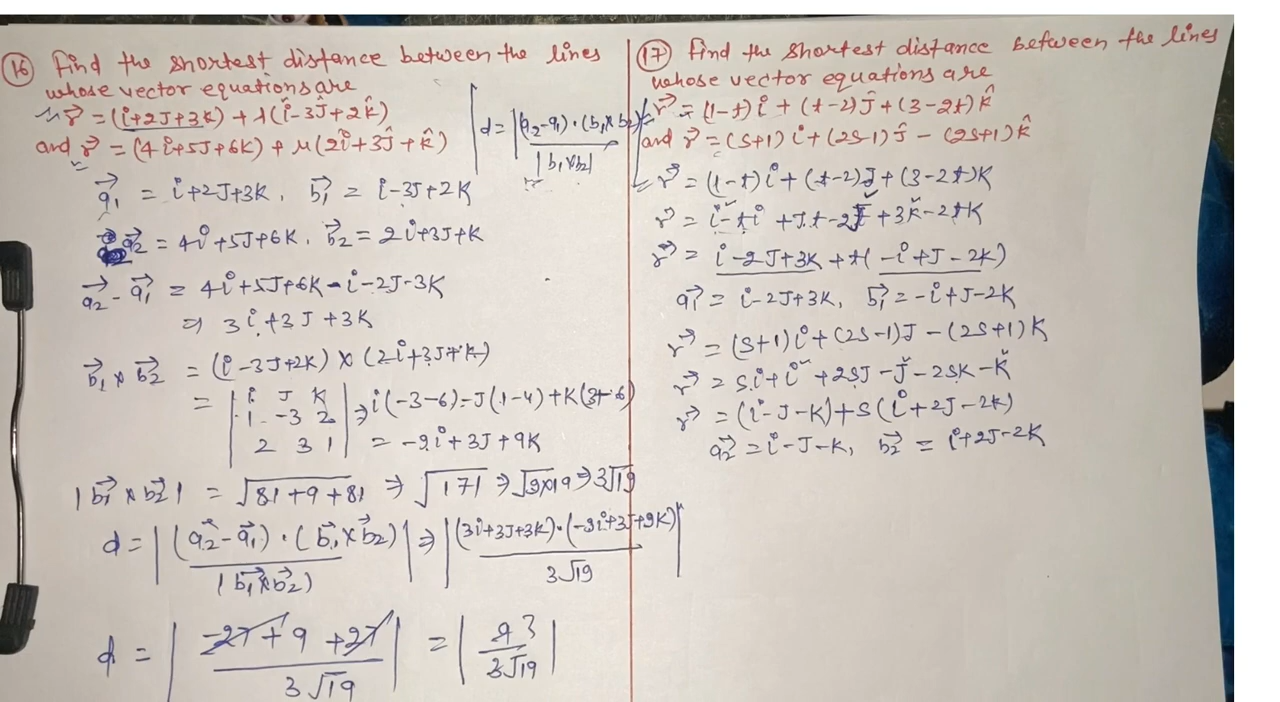 (16) find the shortest distance between the lines
whose vector equations are
r⃗ = (i+2J+3K) + λ(î-3Ĵ+2k̂)
and r⃗ = (4i+5J+6K) + μ(2î+3Ĵ+k̂)
d = |(a2-a1)·(b1×b2)| / |b1×b2|
a1⃗ = i+2J+3K, b1⃗ = i-3J+2K
a2⃗ = 4i+5J+6K, b2⃗ = 2i+3J+K
a2⃗ - a1⃗ = 4i+5J+6K-i-2J-3K
⇒ 3i+3J+3K
b1⃗ × b2⃗ = (i-3J+2K) × (2i+3J+K)
= | i J K | ⇒ i(-3-6)-J(1-4)+K(3+6)
1 -3 2
2 3 1 | = -9i+3J+9K
|b1⃗ × b2⃗| = √81+9+81 ⇒ √171 ⇒ √9×19 ⇒ 3√19
d = |(a2⃗-a1⃗)·(b1⃗×b2⃗) / |b1⃗×b2⃗)| ⇒ |(3i+3J+3K)·(-9i+3J+9K) / 3√19|
d = |-27+9+27 / 3√19| = |9 3 / 3√19|
(17) find the shortest distance between the lines
whose vector equations are
r⃗ = (1-t)î + (t-2)Ĵ + (3-2t)k̂
and r⃗ = (s+1)î+(2s-1)Ĵ - (2s+1)k̂
r⃗ = (1-t)i + (t-2)J + (3-2t)K
r⃗ = i-ti +J.t-2J+3K-2tK
r⃗ = i-2J+3K+t(-i+J-2K)
a1⃗ = i-2J+3K, b1⃗ = -i+J-2K
r⃗ = (s+1)i+(2s-1)J-(2s+1)K
r⃗ = s.i+i+2sJ-J-2sK-K
r⃗ = (i-J-K)+s(i+2J-2K)
a2⃗ = i-J-K, b2⃗ = i+2J-2K